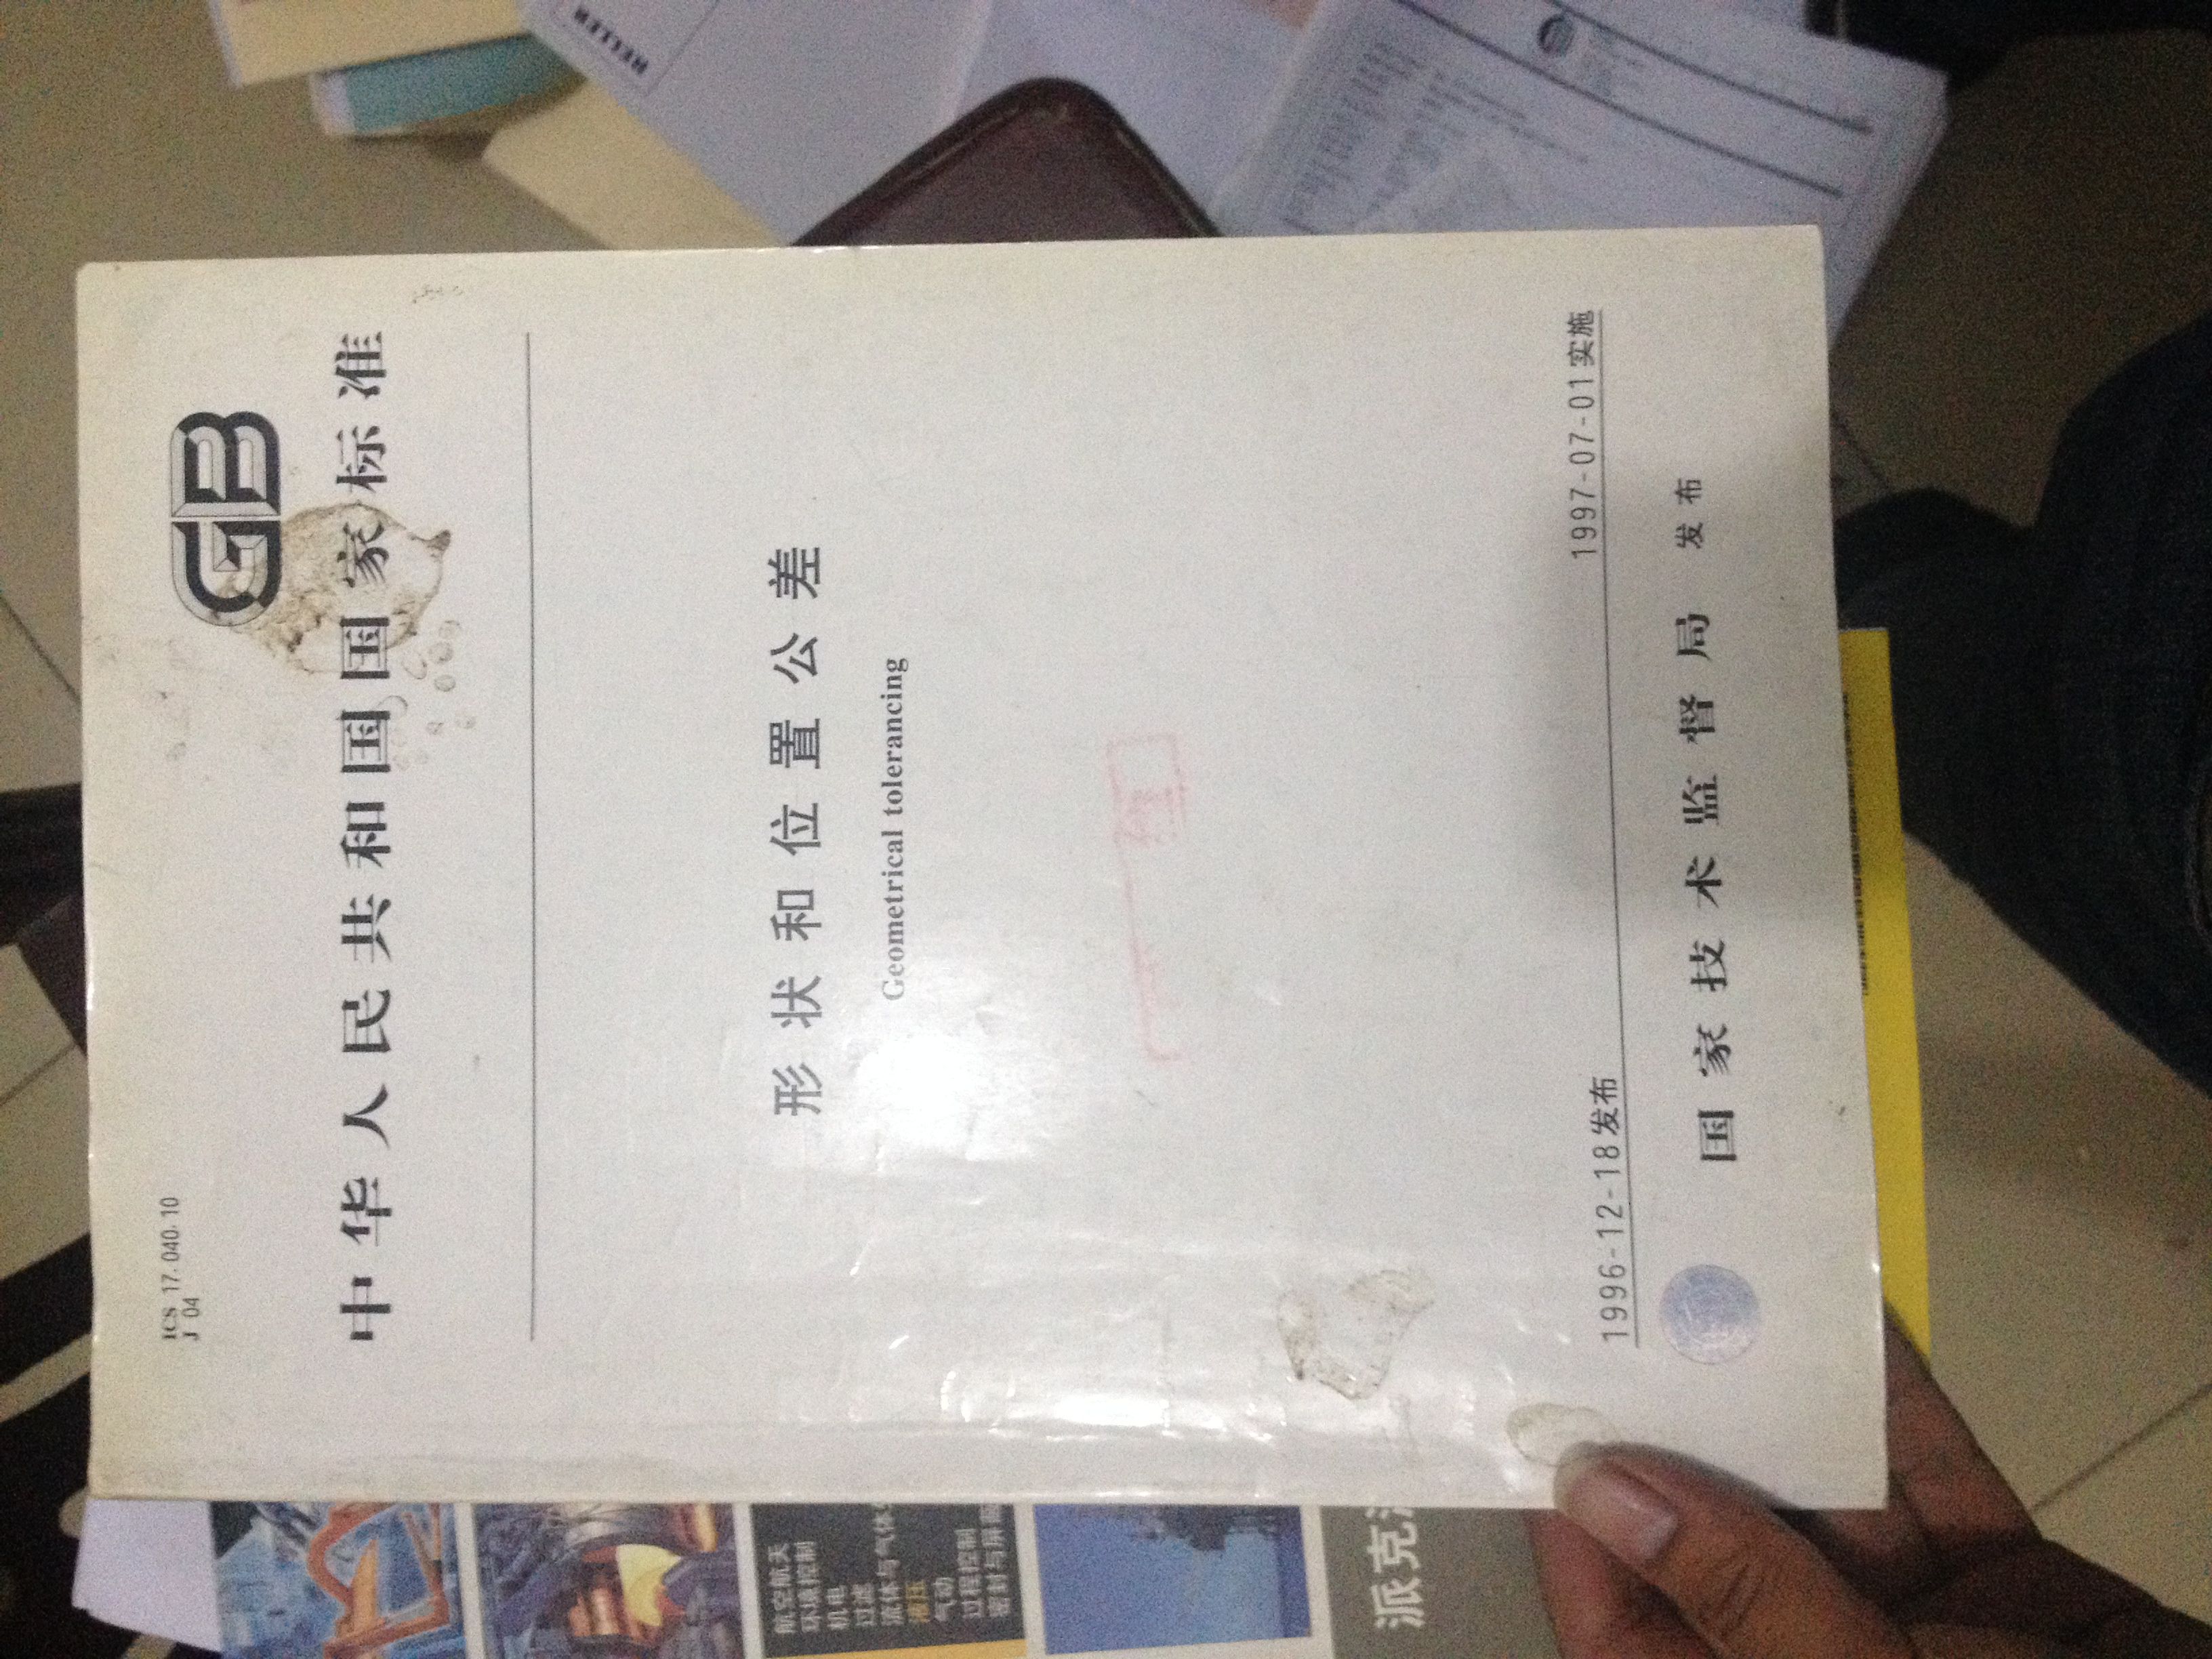 ICS 17.040.10
J 04
GB
中华人民共和国国家标准
形状和位置公差
Geometrical tolerancing
1996-12-18发布
1997-07-01实施
国家技术监督局 发布
HELLER
航空航天
环境控制
机电
过滤
流体与气体
液压
气动
过程控制
密封与屏蔽
派克